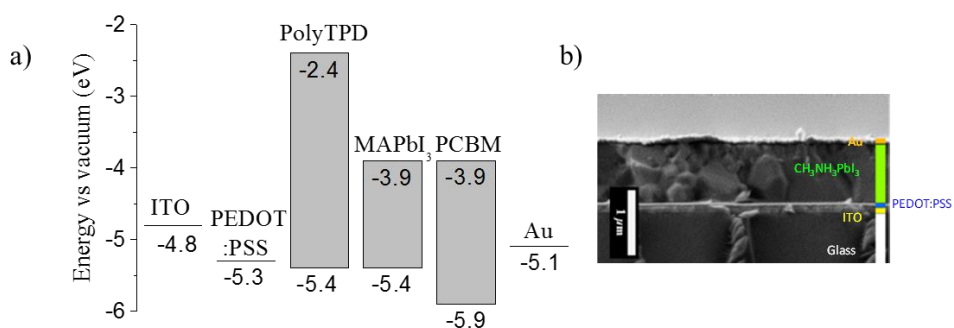 a)
Energy vs vacuum (eV)
-2
-3
-4
-5
-6
ITO
-4.8
PEDOT
:PSS
-5.3
PolyTPD
-2.4
-5.4
MAPbI3
-3.9
-5.4
PCBM
-3.9
-5.9
Au
-5.1
b)
Au
CH3NH3PbI3
PEDOT:PSS
ITO
Glass
1 µm